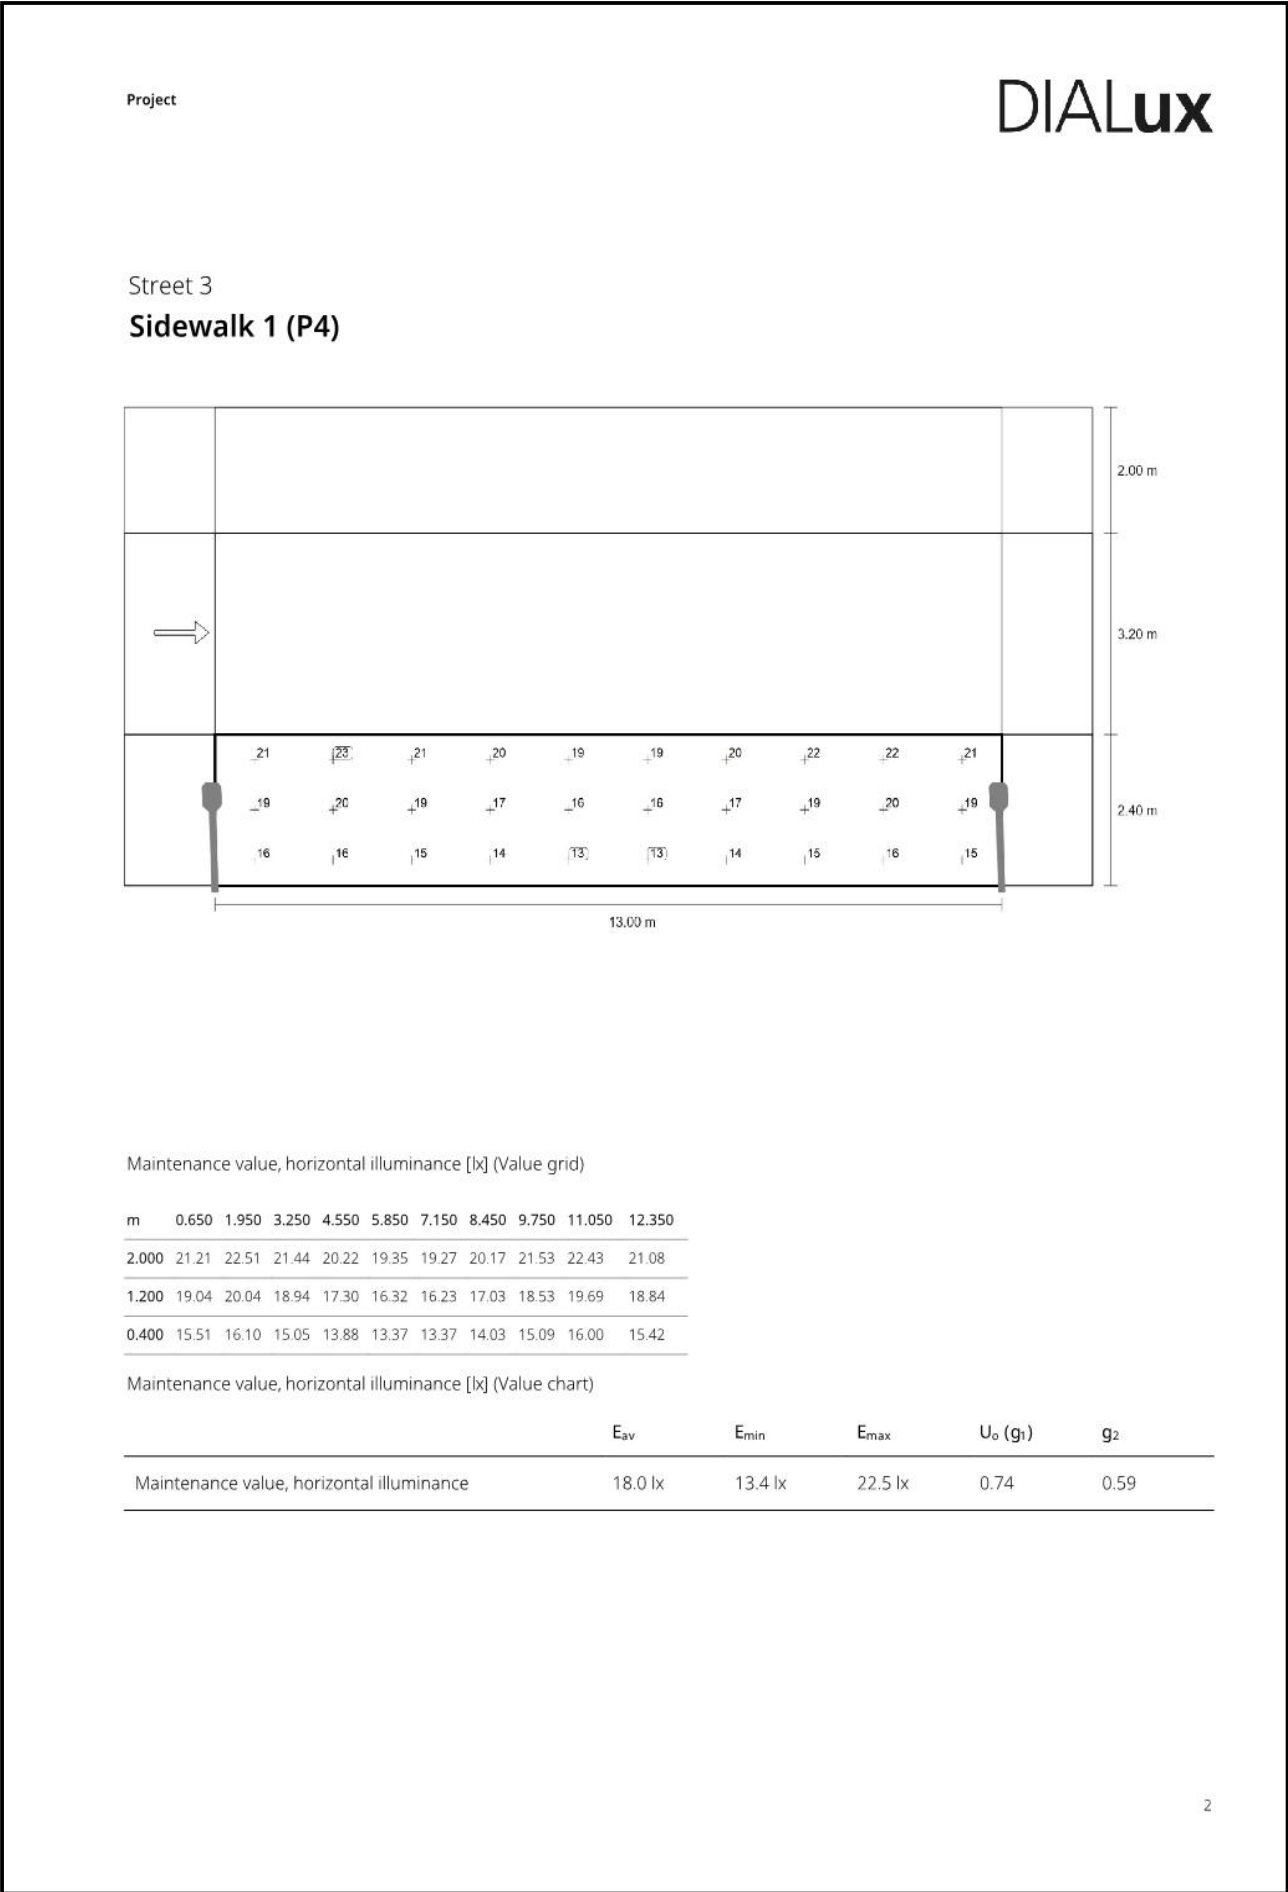 Project
DIALux
Street 3
Sidewalk 1 (P4)
2.00 m
3.20 m
21 23 21 20 19 19 20 22 22 21
19 20 19 17 16 16 17 19 20 19
2.40 m
16 16 15 14 13 13 14 15 16 15
13.00 m
Maintenance value, horizontal illuminance [lx] (Value grid)
m 0.650 1.950 3.250 4.550 5.850 7.150 8.450 9.750 11.050 12.350
2.000 21.21 22.51 21.44 20.22 19.35 19.27 20.17 21.53 22.43 21.08
1.200 19.04 20.04 18.94 17.30 16.32 16.23 17.03 18.53 19.69 18.84
0.400 15.51 16.10 15.05 13.88 13.37 13.37 14.03 15.09 16.00 15.42
Maintenance value, horizontal illuminance [lx] (Value chart)
Eav Emin Emax Uo (g1) g2
Maintenance value, horizontal illuminance 18.0 lx 13.4 lx 22.5 lx 0.74 0.59
2